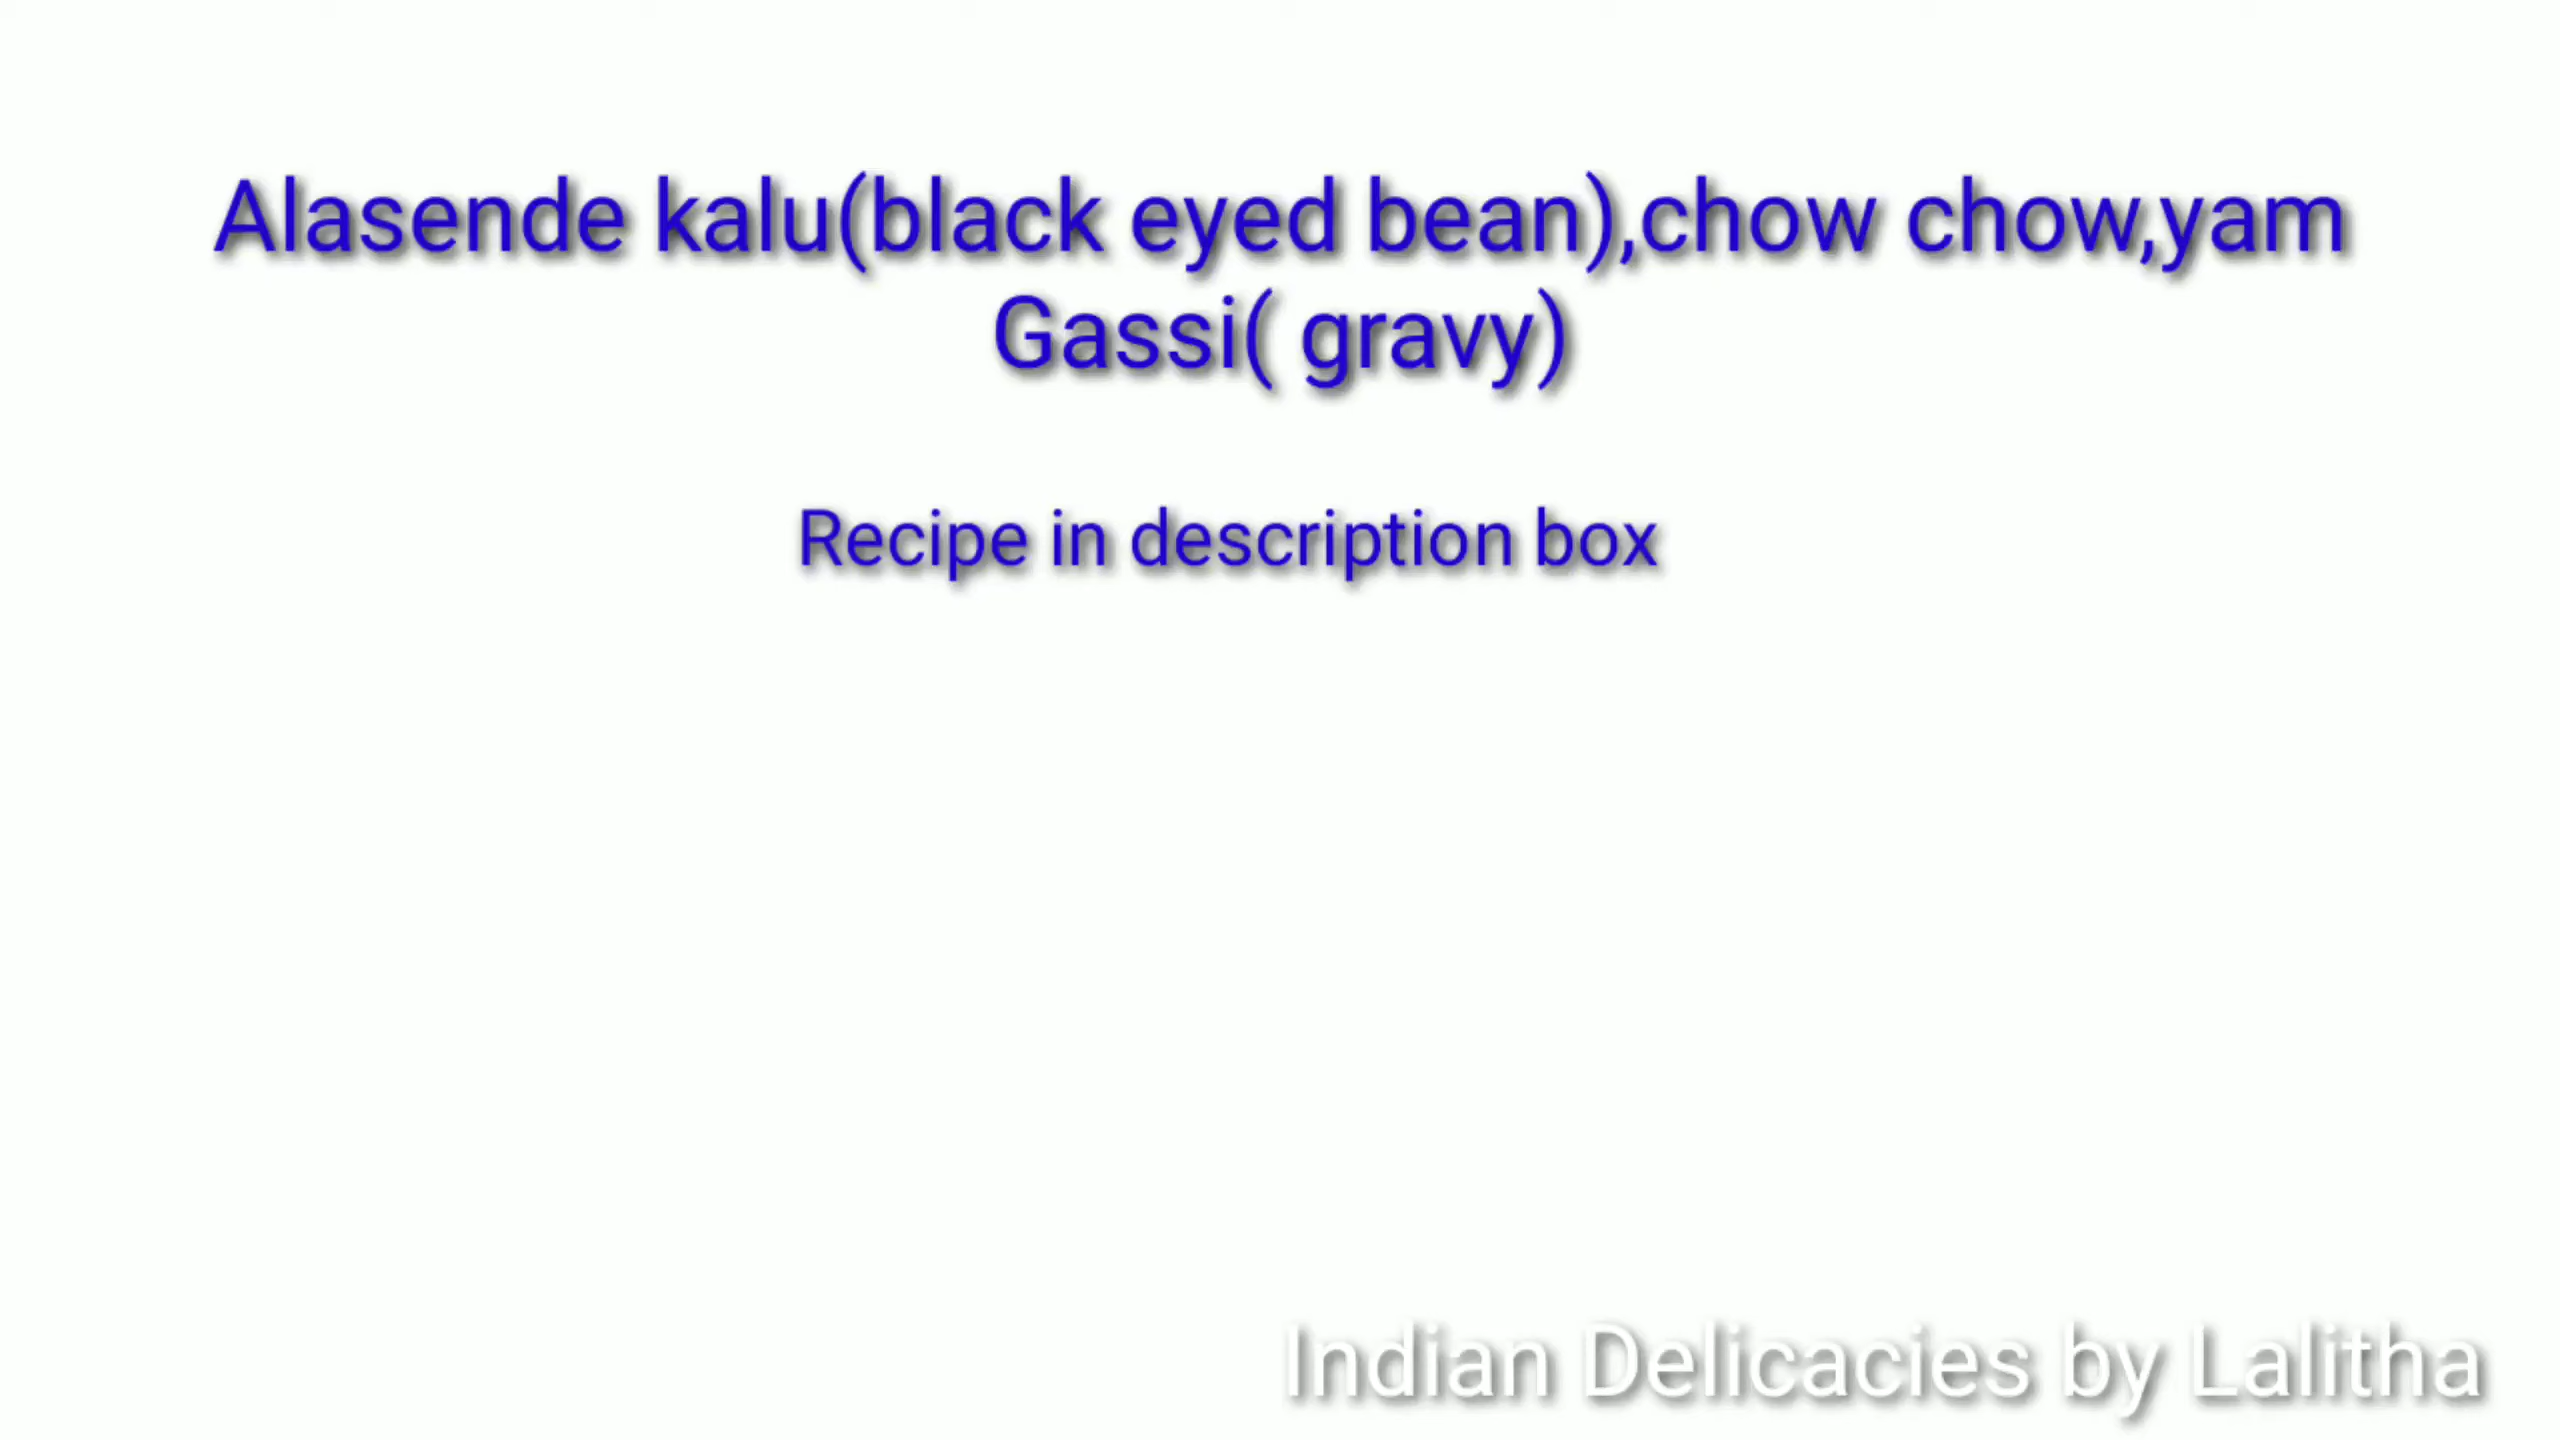 Alasende kalu(black eyed bean),chow chow,yam
Gassi( gravy)
Recipe in description box
Indian Delicacies by Lalitha